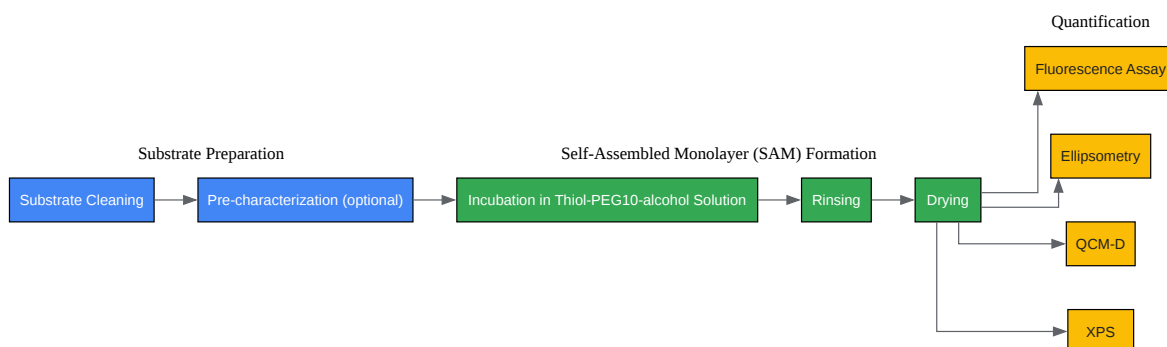 Quantification
Fluorescence Assay
Substrate Preparation
Self-Assembled Monolayer (SAM) Formation
Ellipsometry
Substrate Cleaning
Pre-characterization (optional)
Incubation in Thiol-PEG10-alcohol Solution
Rinsing
Drying
QCM-D
XPS